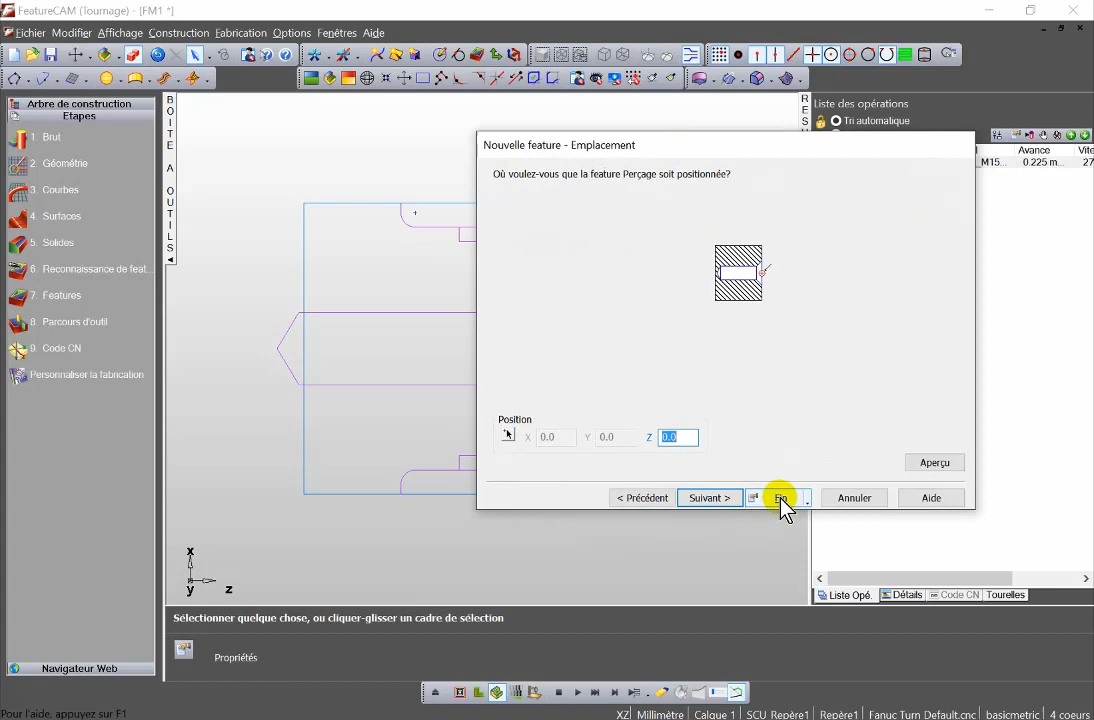 FeatureCAM (Tournage) - [FM1 *]
Fichier Modifier Affichage Construction Fabrication Options Fenêtres Aide
Arbre de construction
Etapes
1. Brut
2. Géométrie
3. Courbes
4. Surfaces
5. Solides
6. Reconnaissance de feat...
7. Features
8. Parcours d'outil
9. Code CN
Personnaliser la fabrication
Navigateur Web
BOITE A OUTILS
Nouvelle feature - Emplacement
Où voulez-vous que la feature Perçage soit positionnée?
Position
X 0.0 Y 0.0 Z 0.0
Aperçu
< Précédent Suivant > Fin Annuler Aide
x
y z
RES
Liste des opérations
Tri automatique
Avance Vite
_M15... 0.225 m... 27
Liste Opé. Détails Code CN Tourelles
Sélectionner quelque chose, ou cliquer-glisser un cadre de sélection
Propriétés
Pour l'aide, appuyez sur F1
XZ Millimètre Calque 1 SCU Repère1 Repère1 Fanuc Turn Default.cnc basicmetric 4 coeurs